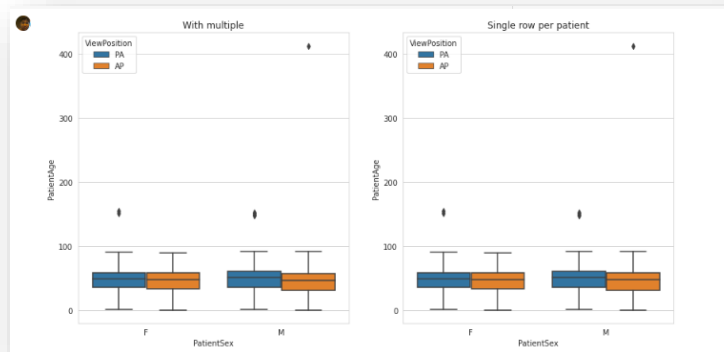 With multiple
ViewPosition
PA
AP
400
300
200
100
0
PatientAge
F
M
PatientSex
Single row per patient
ViewPosition
PA
AP
400
300
200
100
0
PatientAge
F
M
PatientSex